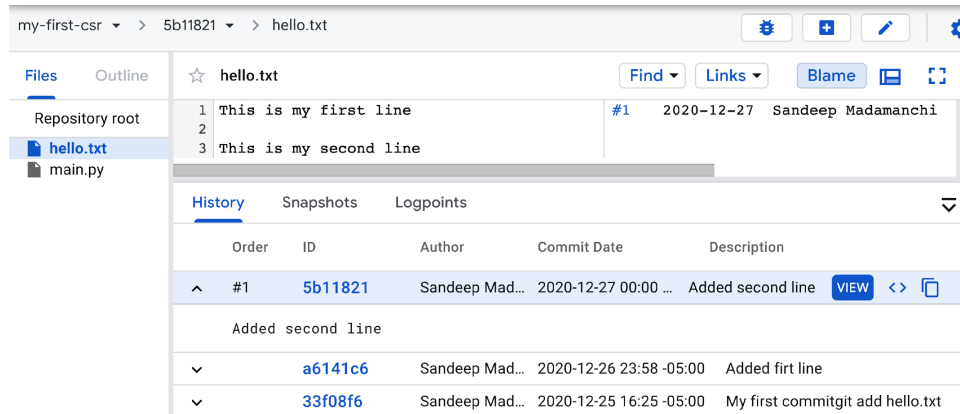 my-first-csr > 5b11821 > hello.txt
Files Outline
hello.txt Find Links Blame
Repository root
hello.txt
main.py
1 This is my first line #1 2020-12-27 Sandeep Madamanchi
2
3 This is my second line
History Snapshots Logpoints
Order ID Author Commit Date Description
#1 5b11821 Sandeep Mad... 2020-12-27 00:00 ... Added second line VIEW <>
Added second line
a6141c6 Sandeep Mad... 2020-12-26 23:58 -05:00 Added firt line
33f08f6 Sandeep Mad... 2020-12-25 16:25 -05:00 My first commitgit add hello.txt